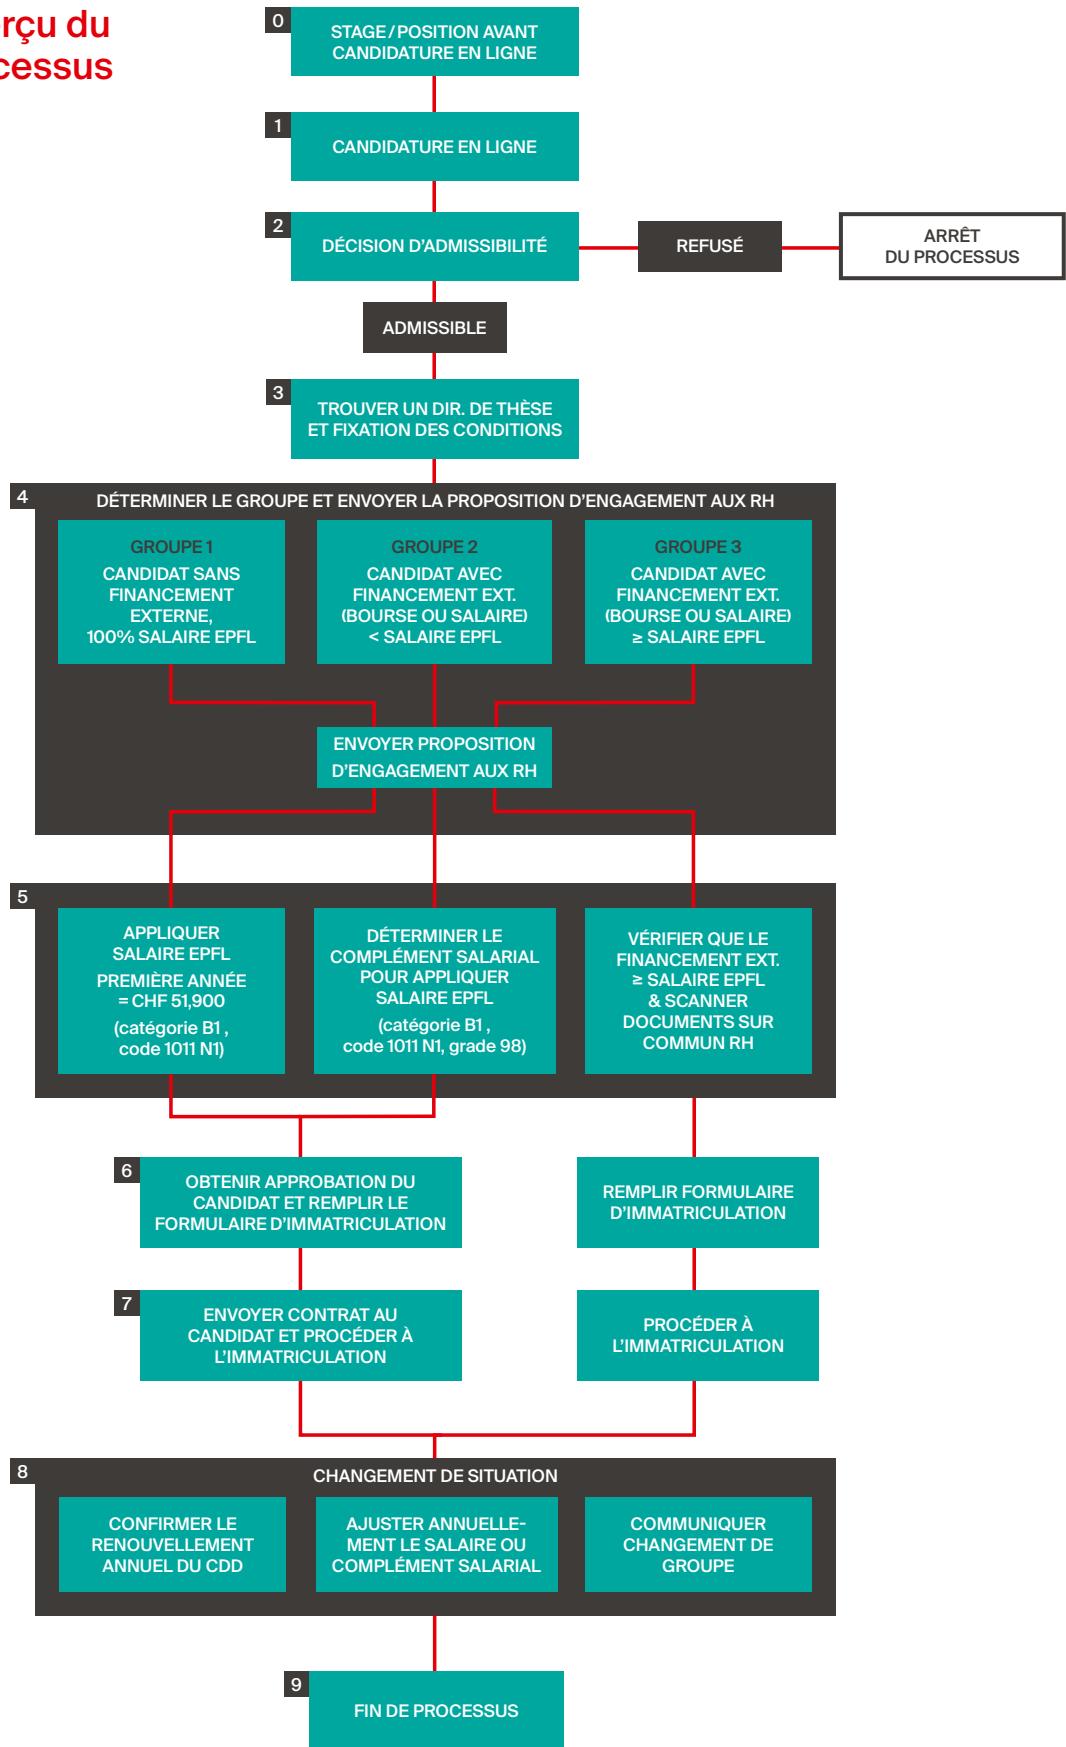 erçu du
cessus
0
STAGE/POSITION AVANT
CANDIDATURE EN LIGNE
1
CANDIDATURE EN LIGNE
2
DÉCISION D'ADMISSIBILITÉ
REFUSÉ
ARRÊT
DU PROCESSUS
ADMISSIBLE
3
TROUVER UN DIR. DE THÈSE
ET FIXATION DES CONDITIONS
4
DÉTERMINER LE GROUPE ET ENVOYER LA PROPOSITION D'ENGAGEMENT AUX RH
GROUPE 1
CANDIDAT SANS
FINANCEMENT
EXTERNE,
100% SALAIRE EPFL
GROUPE 2
CANDIDAT AVEC
FINANCEMENT EXT.
(BOURSE OU SALAIRE)
< SALAIRE EPFL
GROUPE 3
CANDIDAT AVEC
FINANCEMENT EXT.
(BOURSE OU SALAIRE)
≥ SALAIRE EPFL
ENVOYER PROPOSITION
D'ENGAGEMENT AUX RH
5
APPLIQUER
SALAIRE EPFL
PREMIÈRE ANNÉE
= CHF 51,900
(catégorie B1 ,
code 1011 N1)
DÉTERMINER LE
COMPLÉMENT SALARIAL
POUR APPLIQUER
SALAIRE EPFL
(catégorie B1 ,
code 1011 N1, grade 98)
VÉRIFIER QUE LE
FINANCEMENT EXT.
≥ SALAIRE EPFL
& SCANNER
DOCUMENTS SUR
COMMUN RH
6
OBTENIR APPROBATION DU
CANDIDAT ET REMPLIR LE
FORMULAIRE D'IMMATRICULATION
REMPLIR FORMULAIRE
D'IMMATRICULATION
7
ENVOYER CONTRAT AU
CANDIDAT ET PROCÉDER À
L'IMMATRICULATION
PROCÉDER À
L'IMMATRICULATION
8
CHANGEMENT DE SITUATION
CONFIRMER LE
RENOUVELLEMENT
ANNUEL DU CDD
AJUSTER ANNUELLE-
MENT LE SALAIRE OU
COMPLÉMENT SALARIAL
COMMUNIQUER
CHANGEMENT DE
GROUPE
9
FIN DE PROCESSUS